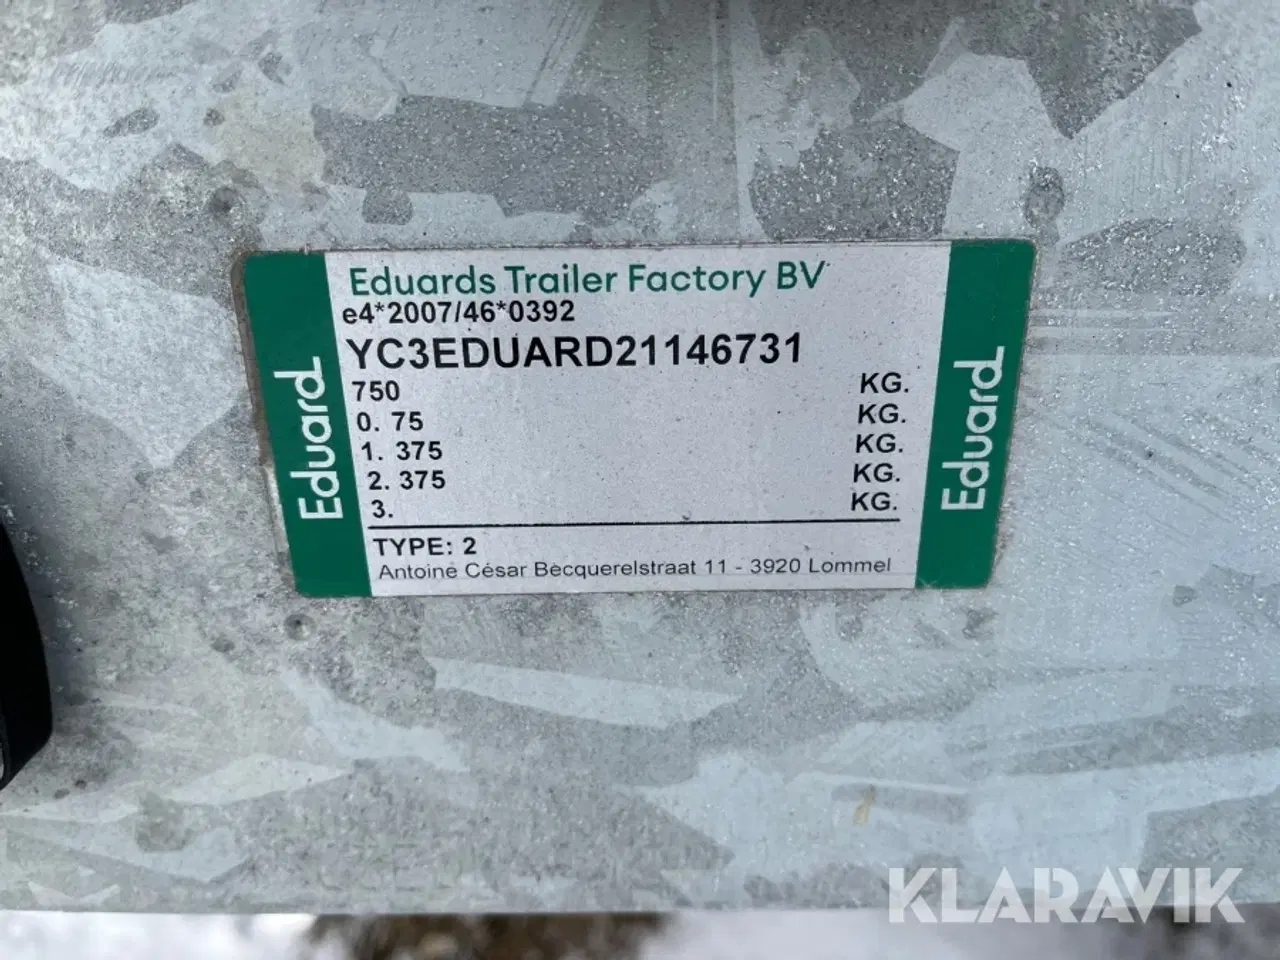 Eduards Trailer Factory BV
e4*2007/46*0392
YC3EDUARD21146731
750 KG.
0. 75 KG.
1. 375 KG.
2. 375 KG.
3. KG.
TYPE: 2
Antoine César Becquerelstraat 11 - 3920 Lommel
Eduard
Eduard
KLARAVIK